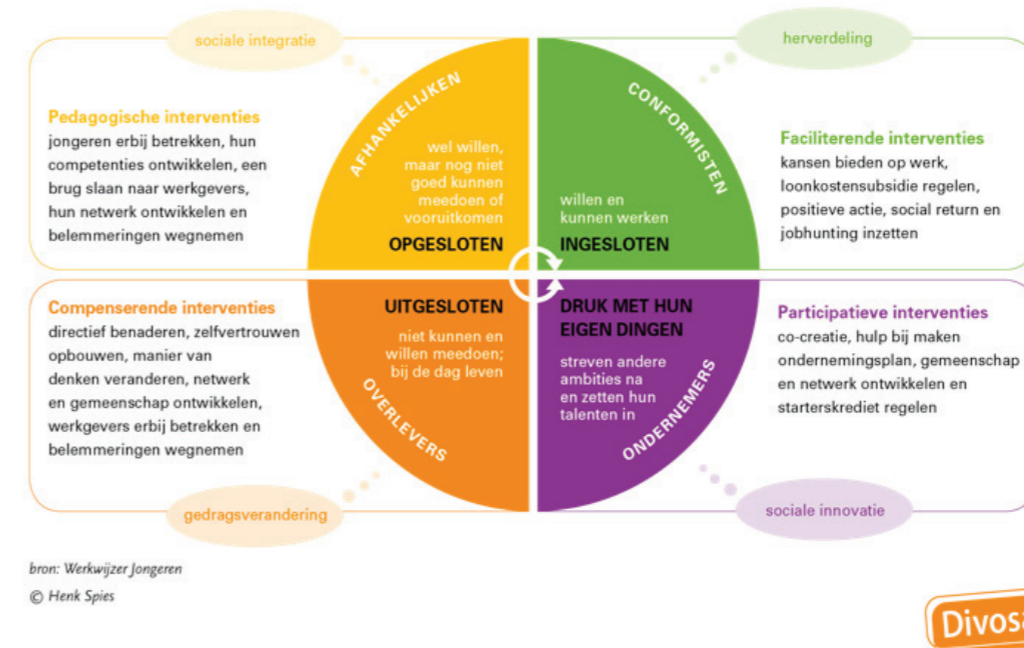 sociale integratie
Pedagogische interventies
jongeren erbij betrekken, hun
competenties ontwikkelen, een
brug slaan naar werkgevers,
hun netwerk ontwikkelen en
belemmeringen wegnemen
AFHANKELIJKEN
wel willen,
maar nog niet
goed kunnen
meedoen of
vooruitkomen
OPGESLOTEN
herverdeling
CONFORMISTEN
willen en
kunnen werken
INGESLOTEN
Faciliterende interventies
kansen bieden op werk,
loonkostensubsidie regelen,
positieve actie, social return en
jobhunting inzetten
Compenserende interventies
directief benaderen, zelfvertrouwen
opbouwen, manier van
denken veranderen, netwerk
en gemeenschap ontwikkelen,
werkgevers erbij betrekken en
belemmeringen wegnemen
UITGESLOTEN
niet kunnen en
willen meedoen;
bij de dag leven
OVERLEVERS
gedragsverandering
DRUK MET HUN
EIGEN DINGEN
streven andere
ambities na
en zetten hun
talenten in
ONDERNEMERS
Participatieve interventies
co-creatie, hulp bij maken
ondernemingsplan, gemeenschap
en netwerk ontwikkelen en
starterskrediet regelen
sociale innovatie
bron: Werkwijzer Jongeren
© Henk Spies
Divosa